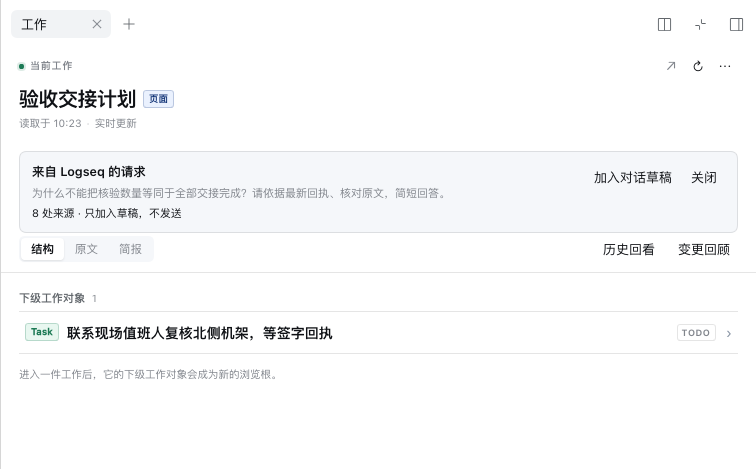 工作
当前工作
验收交接计划 页面
读取于 10:23 · 实时更新
来自 Logseq 的请求
为什么不能把核验数量等同于全部交接完成？请依据最新回执、核对原文，简短回答。
8 处来源 · 只加入草稿，不发送
加入对话草稿 关闭
结构 原文 简报 历史回看 变更回顾
下级工作对象 1
Task 联系现场值班人复核北侧机架，等签字回执 TODO
进入一件工作后，它的下级工作对象会成为新的浏览根。